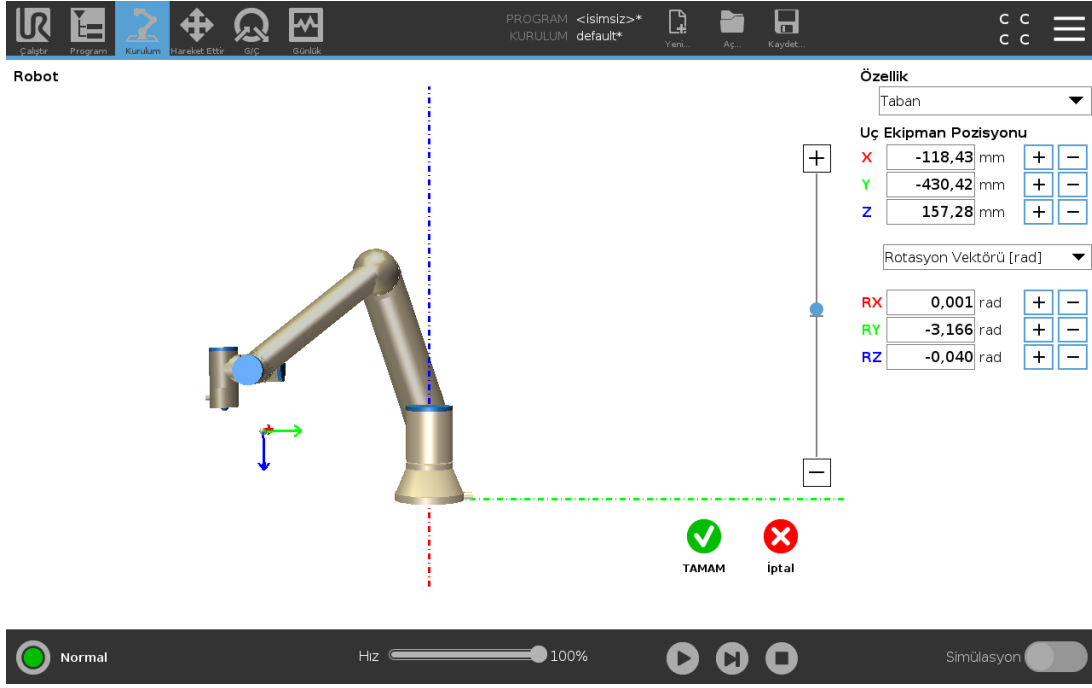 UR
Çalıştır
Program
Kurulum
Hareket Ettir
G/Ç
Günlük
PROGRAM <isimsiz>*
KURULUM default*
Yeni...
Aç...
Kaydet...
C C
C C
Robot
Özellik
Taban
Uç Ekipman Pozisyonu
X -118,43 mm + −
Y -430,42 mm + −
Z 157,28 mm + −
Rotasyon Vektörü [rad]
RX 0,001 rad + −
RY -3,166 rad + −
RZ -0,040 rad + −
+
−
TAMAM
İptal
Normal
Hız 100%
Simülasyon